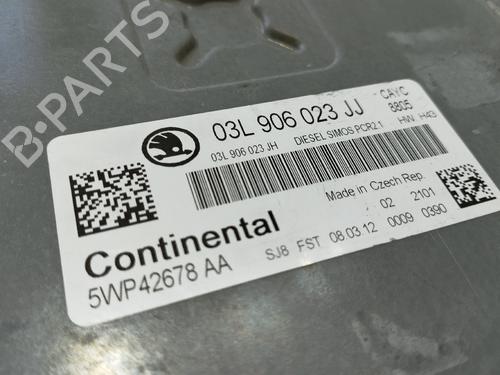 B-PARTS
03L 906 023 JJ
CAYC
8805
03L 906 023 JH DIESEL SIMOS PCR2.1 HW H43
Made in Czech Rep.
02 2101
Continental
SJ8 FST 08.03.12 0009 0390
5WP42678 AA